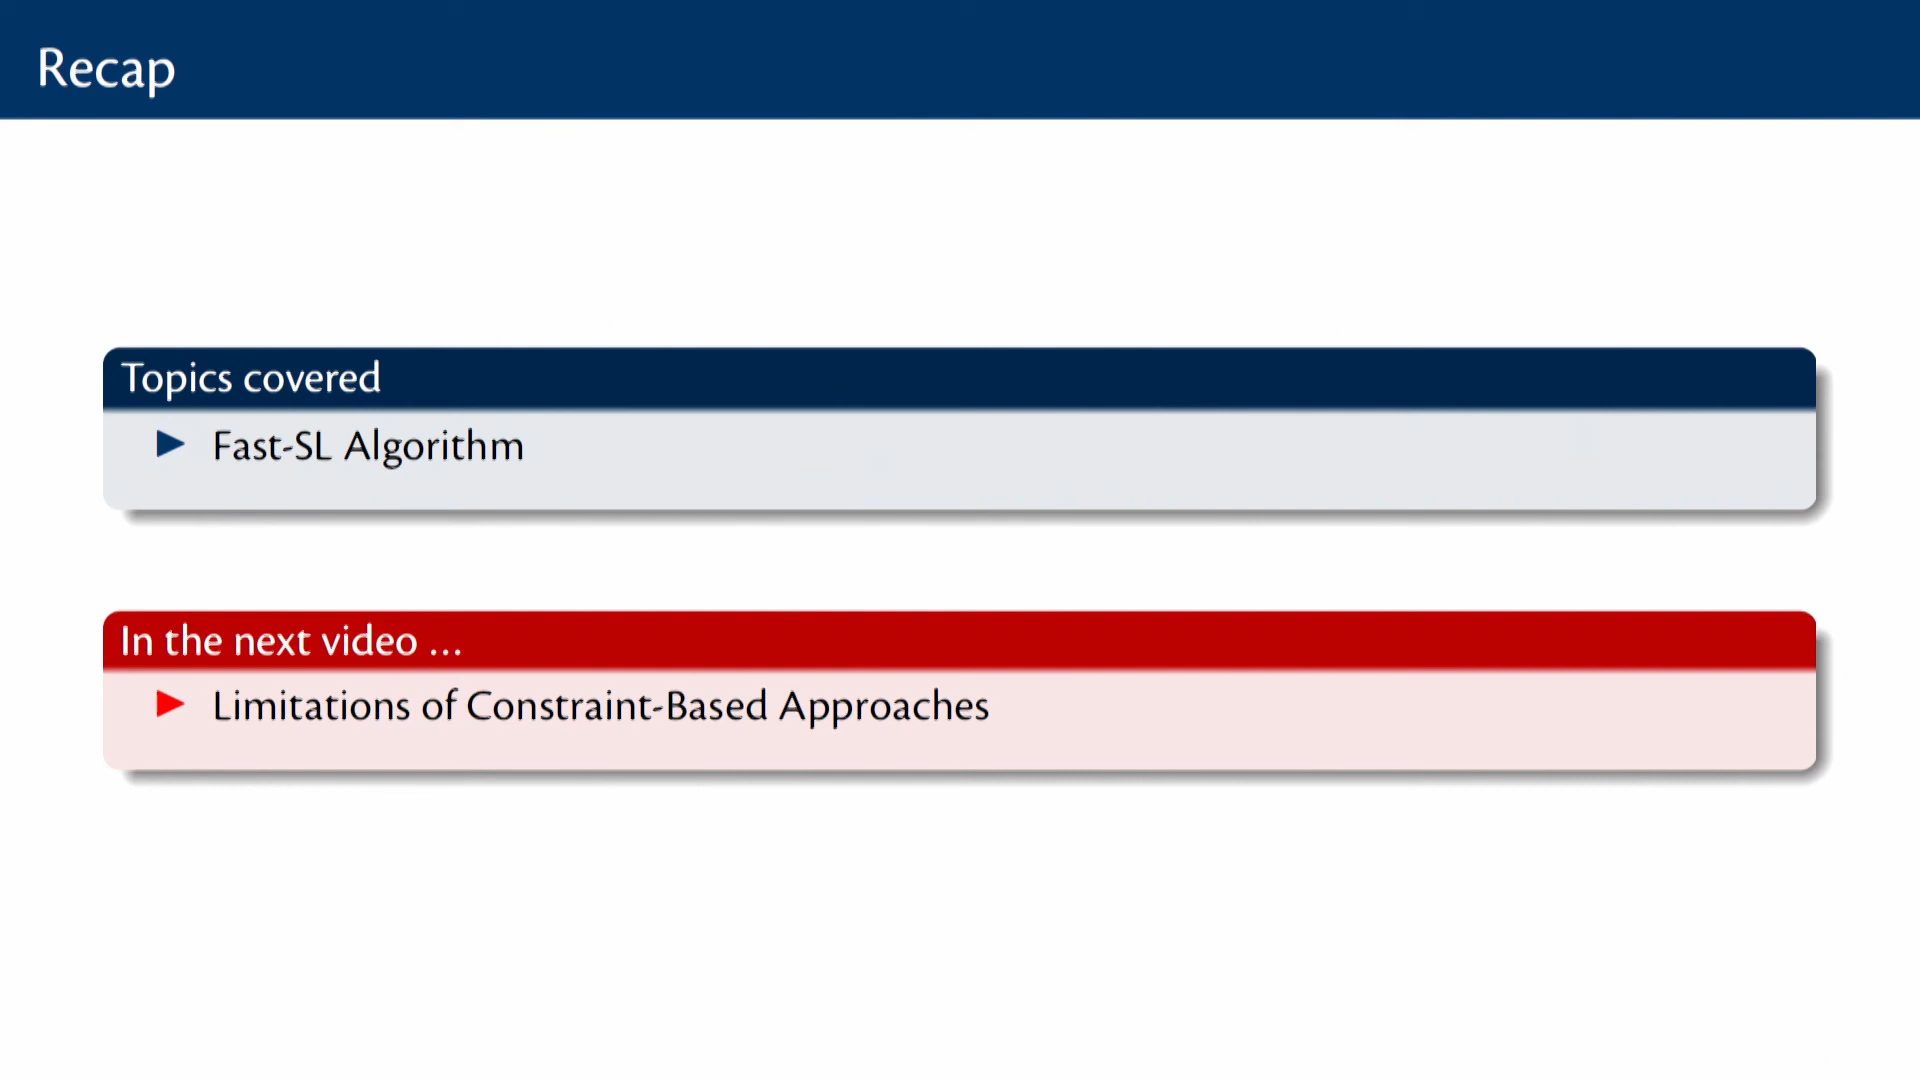 Recap
Topics covered
Fast-SL Algorithm
In the next video ...
Limitations of Constraint-Based Approaches